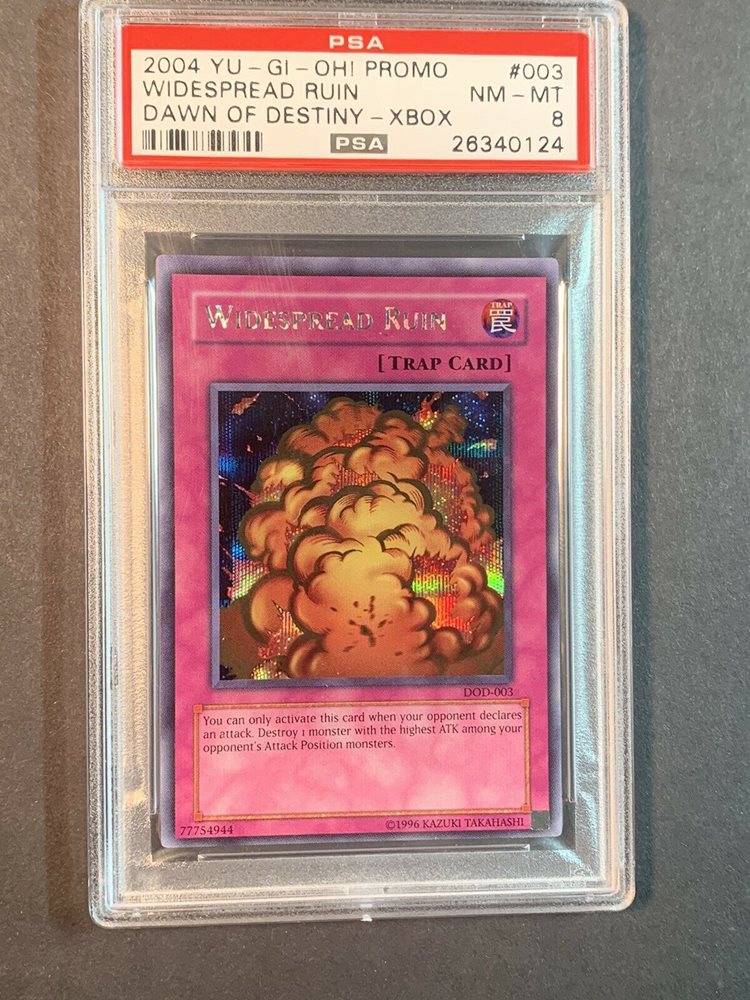 PSA
2004 YU-GI-OH! PROMO #003
WIDESPREAD RUIN NM-MT
DAWN OF DESTINY-XBOX 8
PSA 26340124
WIDESPREAD RUIN
TRAP
罠
[TRAP CARD]
DOD-003
You can only activate this card when your opponent declares
an attack. Destroy 1 monster with the highest ATK among your
opponent's Attack Position monsters.
77754944 ©1996 KAZUKI TAKAHASHI